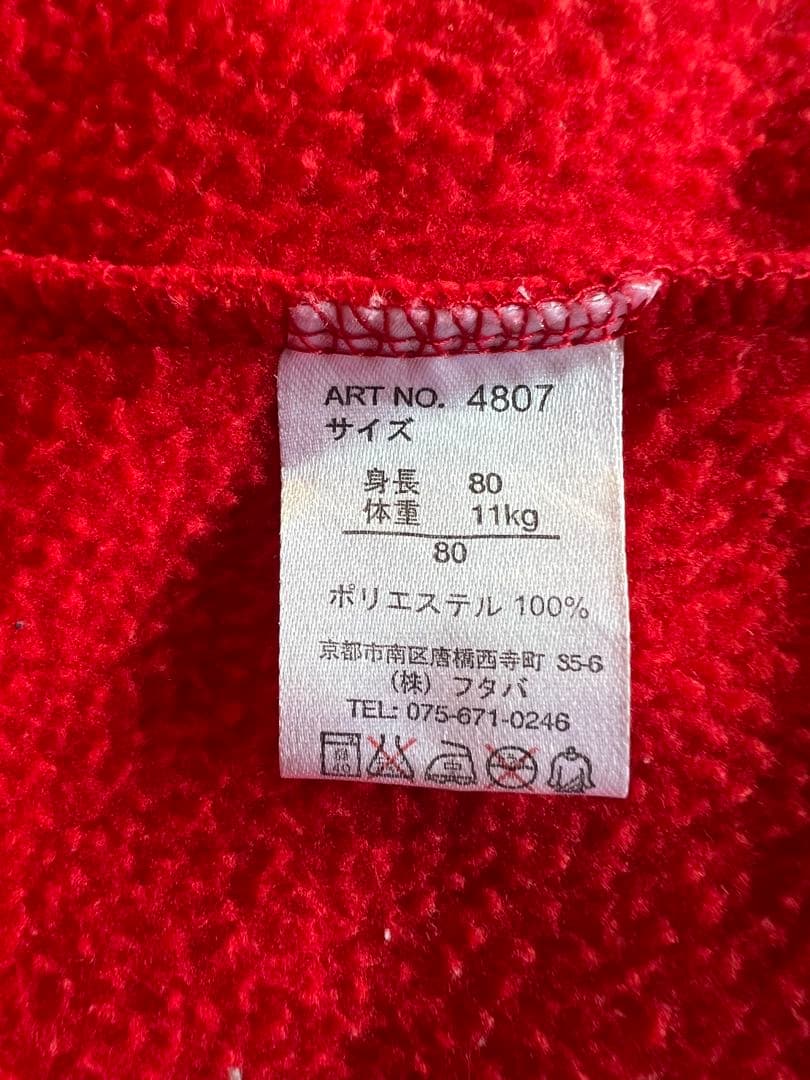 ART NO. 4807
サイズ
身長 80
体重 11kg
80
ポリエステル 100%
京都市南区唐橋西寺町 35-6
(株) フタバ
TEL: 075-671-0246
40